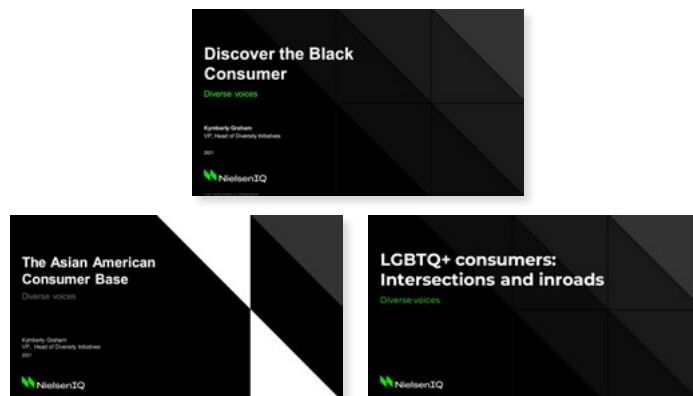 Discover the Black
Consumer
Diverse voices
Kymberly Graham
VP, Head of Diversity Initiatives
2021
NielsenIQ
The Asian American
Consumer Base
Diverse voices
Kymberly Graham
VP, Head of Diversity Initiatives
2021
NielsenIQ
LGBTQ+ consumers:
Intersections and inroads
Diverse voices
NielsenIQ